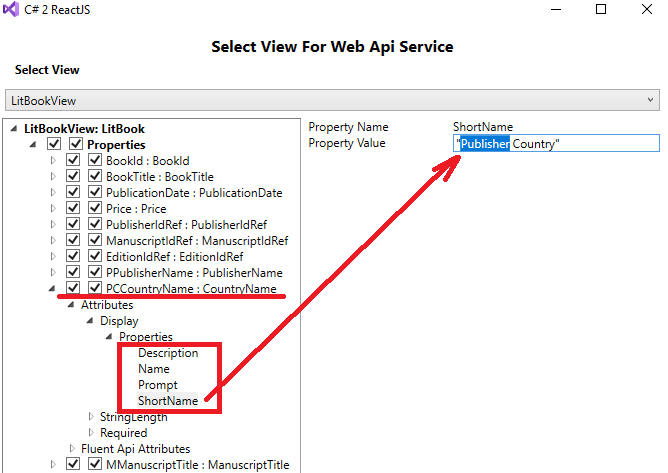 C# 2 ReactJS
Select View For Web Api Service
Select View
LitBookView
LitBookView: LitBook
Properties
BookId : BookId
BookTitle : BookTitle
PublicationDate : PublicationDate
Price : Price
PublisherIdRef : PublisherIdRef
ManuscriptIdRef : ManuscriptIdRef
EditionIdRef : EditionIdRef
PPublisherName : PublisherName
PCCountryName : CountryName
Attributes
Display
Properties
Description
Name
Prompt
ShortName
StringLength
Required
Fluent Api Attributes
MManuscriptTitle : ManuscriptTitle
Property Name ShortName
Property Value "Publisher Country"